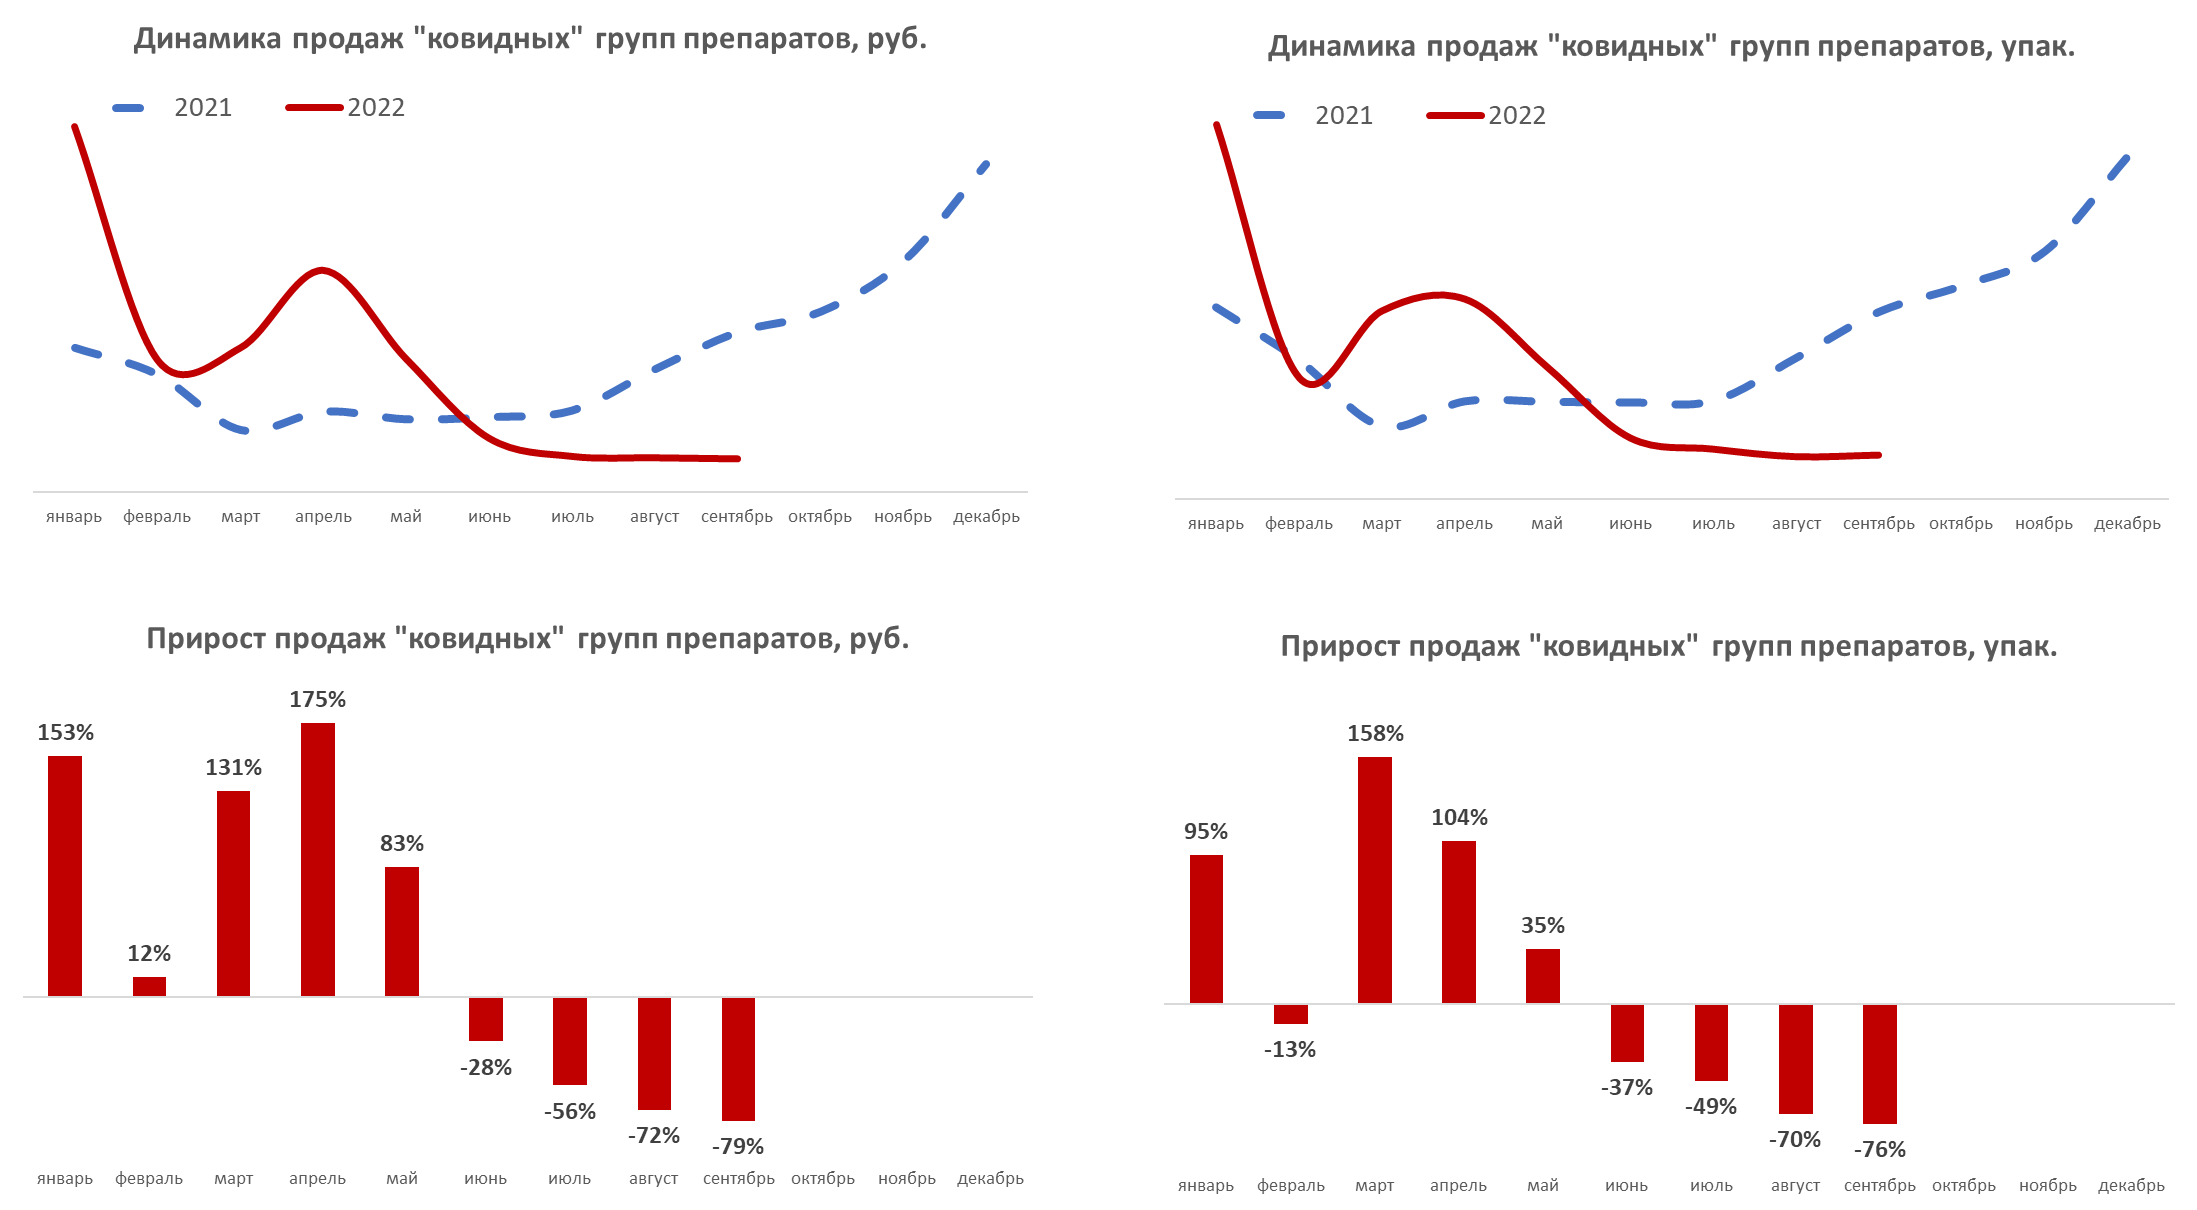 Динамика продаж "ковидных" групп препаратов, руб.
2021 2022
январь февраль март апрель май июнь июль август сентябрь октябрь ноябрь декабрь
Динамика продаж "ковидных" групп препаратов, упак.
2021 2022
январь февраль март апрель май июнь июль август сентябрь октябрь ноябрь декабрь
Прирост продаж "ковидных" групп препаратов, руб.
153% 12% 131% 175% 83% -28% -56% -72% -79%
январь февраль март апрель май июнь июль август сентябрь октябрь ноябрь декабрь
Прирост продаж "ковидных" групп препаратов, упак.
95% -13% 158% 104% 35% -37% -49% -70% -76%
январь февраль март апрель май июнь июль август сентябрь октябрь ноябрь декабрь